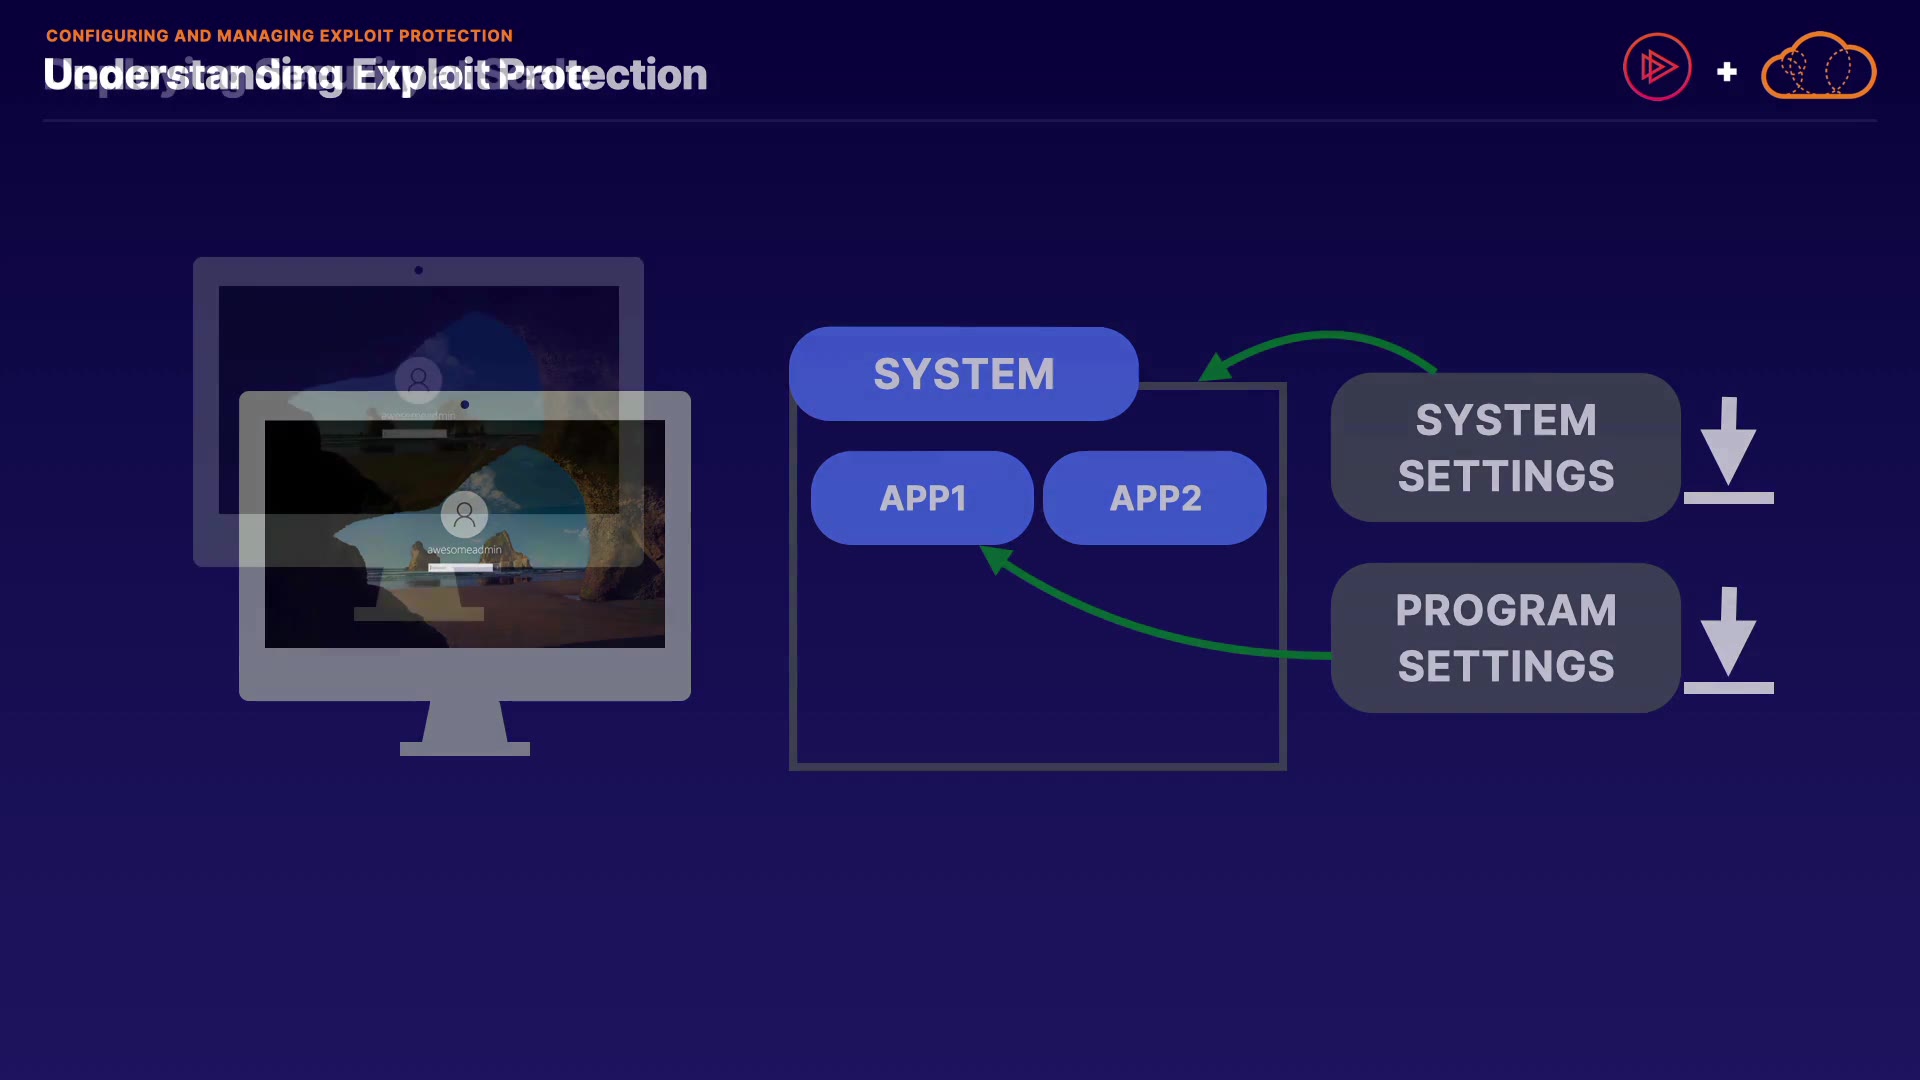 CONFIGURING AND MANAGING EXPLOIT PROTECTION
Understanding Exploit Protection
SYSTEM
SYSTEM
SETTINGS
APP1
APP2
awesomeadmin
awesomeadmin
PROGRAM
SETTINGS